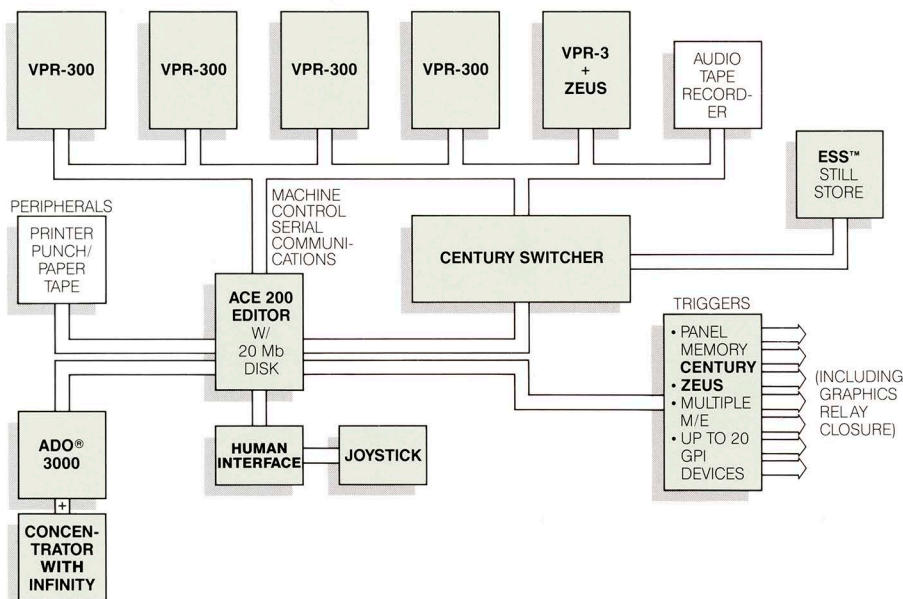 VPR-300
VPR-300
VPR-300
VPR-300
VPR-3
+
ZEUS
AUDIO
TAPE
RECORD-
ER
ESS™
STILL
STORE
PERIPHERALS
PRINTER
PUNCH/
PAPER
TAPE
MACHINE
CONTROL
SERIAL
COMMUNI-
CATIONS
CENTURY SWITCHER
ACE 200
EDITOR
W/
20 Mb
DISK
TRIGGERS
• PANEL
MEMORY
CENTURY
• ZEUS
• MULTIPLE
M/E
• UP TO 20
GPI
DEVICES
(INCLUDING
GRAPHICS
RELAY
CLOSURE)
ADO®
3000
+
CONCEN-
TRATOR
WITH
INFINITY
HUMAN
INTERFACE
JOYSTICK